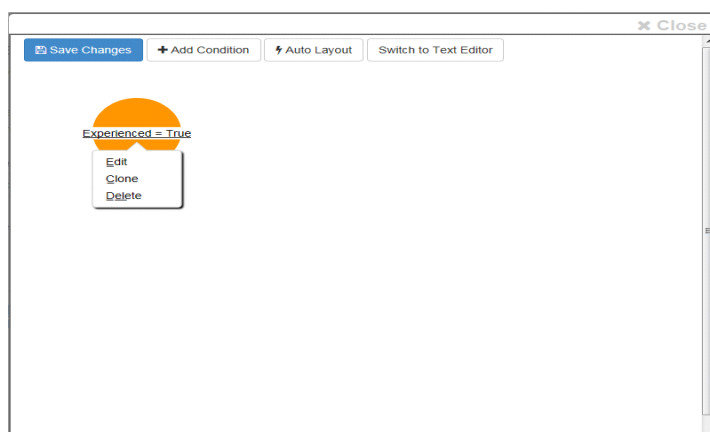 ✖ Close
Save Changes
+ Add Condition
Auto Layout
Switch to Text Editor
Experienced = True
Edit
Clone
Delete